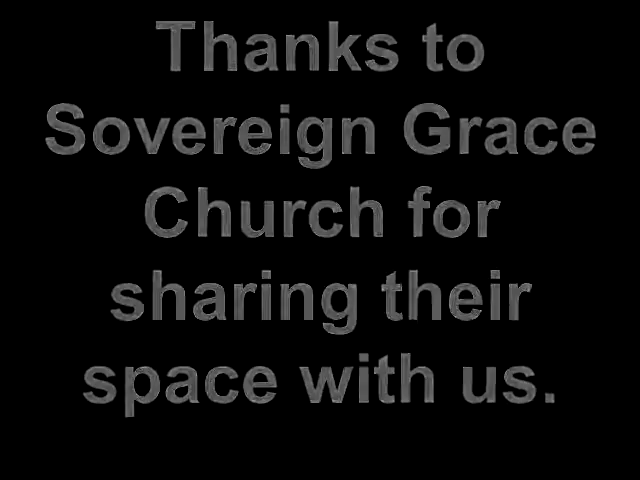 Thanks to
Sovereign Grace
Church for
sharing their
space with us.